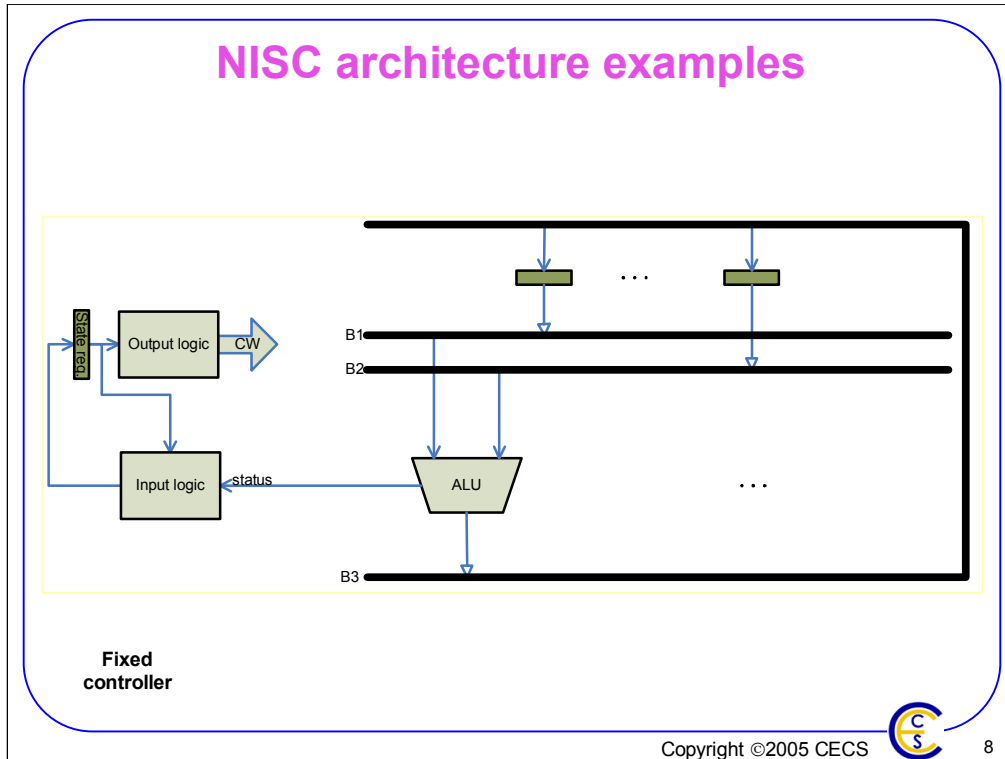 NISC architecture examples
. . .
State reg.
Output logic
CW
B1
B2
Input logic
status
ALU
. . .
B3
Fixed
controller
Copyright ©2005 CECS
C
S
8